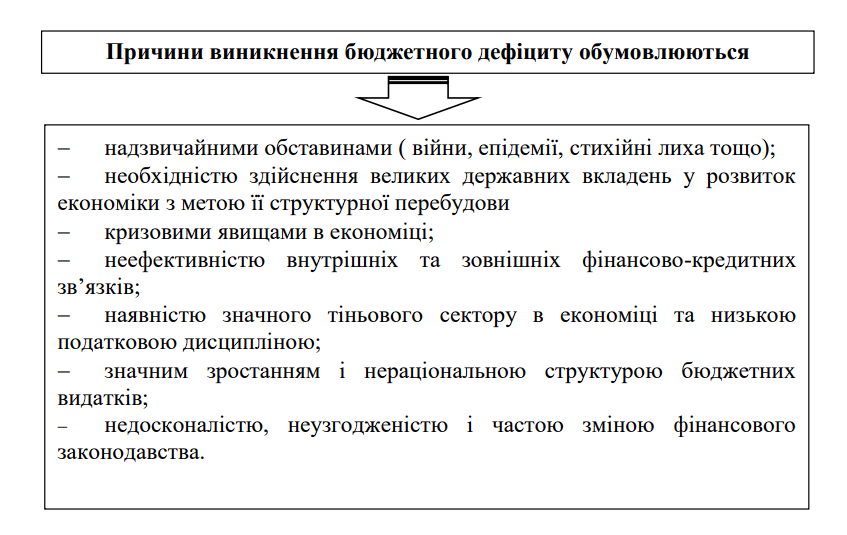 Причини виникнення бюджетного дефіциту обумовлюються
– надзвичайними обставинами ( війни, епідемії, стихійні лиха тощо);
– необхідністю здійснення великих державних вкладень у розвиток
економіки з метою її структурної перебудови
– кризовими явищами в економіці;
– неефективністю внутрішніх та зовнішніх фінансово-кредитних
зв’язків;
– наявністю значного тіньового сектору в економіці та низькою
податковою дисципліною;
– значним зростанням і нераціональною структурою бюджетних
видатків;
– недосконалістю, неузгодженістю і частою зміною фінансового
законодавства.